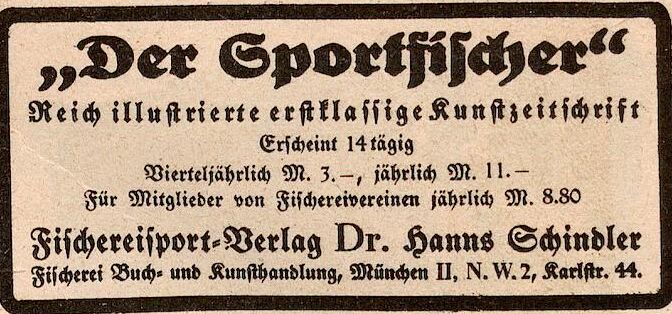 „Der Sportfischer“
Reich illustrierte erstklassige Kunstzeitschrift
Erscheint 14tägig
Vierteljährlich M. 3.–, jährlich M. 11.–
Für Mitglieder von Fischereivereinen jährlich M. 8.80
Fischereisport-Verlag Dr. Hanns Schindler
Fischerei Buch- und Kunsthandlung, München II, N. W. 2, Karlstr. 44.